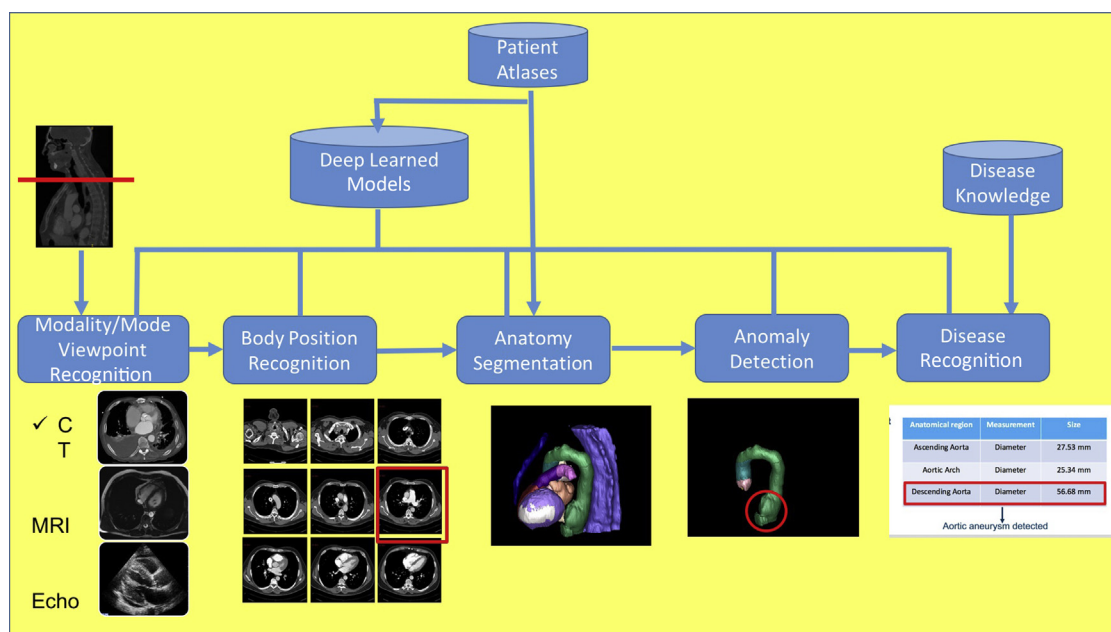 Patient
Atlases
Deep Learned
Models
Disease
Knowledge
Modality/Mode
Viewpoint
Recognition
Body Position
Recognition
Anatomy
Segmentation
Anomaly
Detection
Disease
Recognition
✓ C
T
MRI
Echo
Anatomical region Measurement Size
Ascending Aorta Diameter 27.53 mm
Aortic Arch Diameter 25.34 mm
Descending Aorta Diameter 56.68 mm
Aortic aneurysm detected